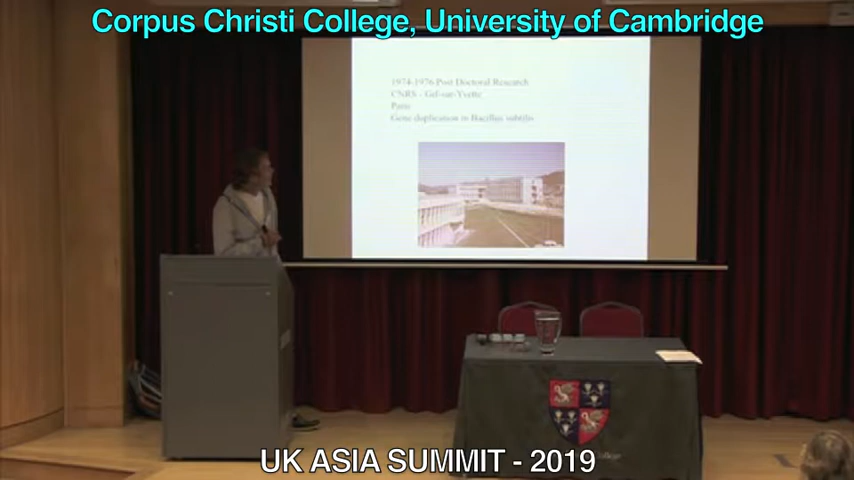 Corpus Christi College, University of Cambridge
1974-1976 Post Doctoral Research
CNRS - Gif-sur-Yvette
Paris
Gene duplication in Bacillus subtilis
College
UK ASIA SUMMIT - 2019